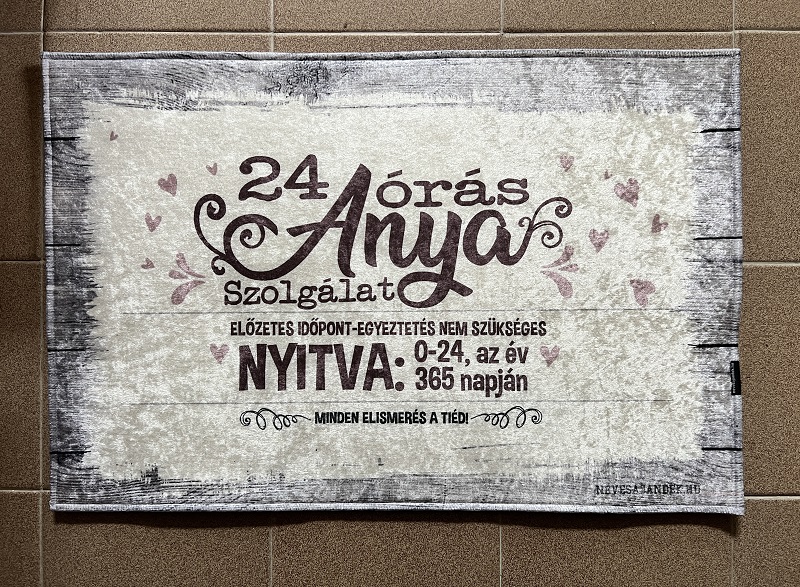 24 órás
Anya
Szolgálat
ELŐZETES IDŐPONT-EGYEZTETÉS NEM SZÜKSÉGES
NYITVA: 0-24, az év
365 napján
MINDEN ELISMERÉS A TIÉD!
NEVESAJANDEK.HU